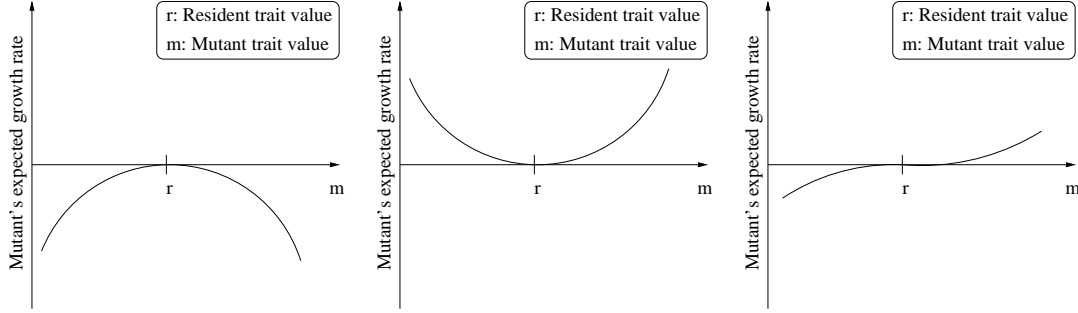 Mutant's expected growth rate
r: Resident trait value
m: Mutant trait value
r
m
Mutant's expected growth rate
r: Resident trait value
m: Mutant trait value
r
m
Mutant's expected growth rate
r: Resident trait value
m: Mutant trait value
r
m